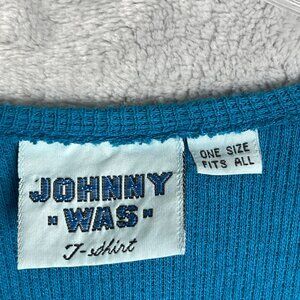 JOHNNY
- WAS -
T-shirt
ONE SIZE
FITS ALL